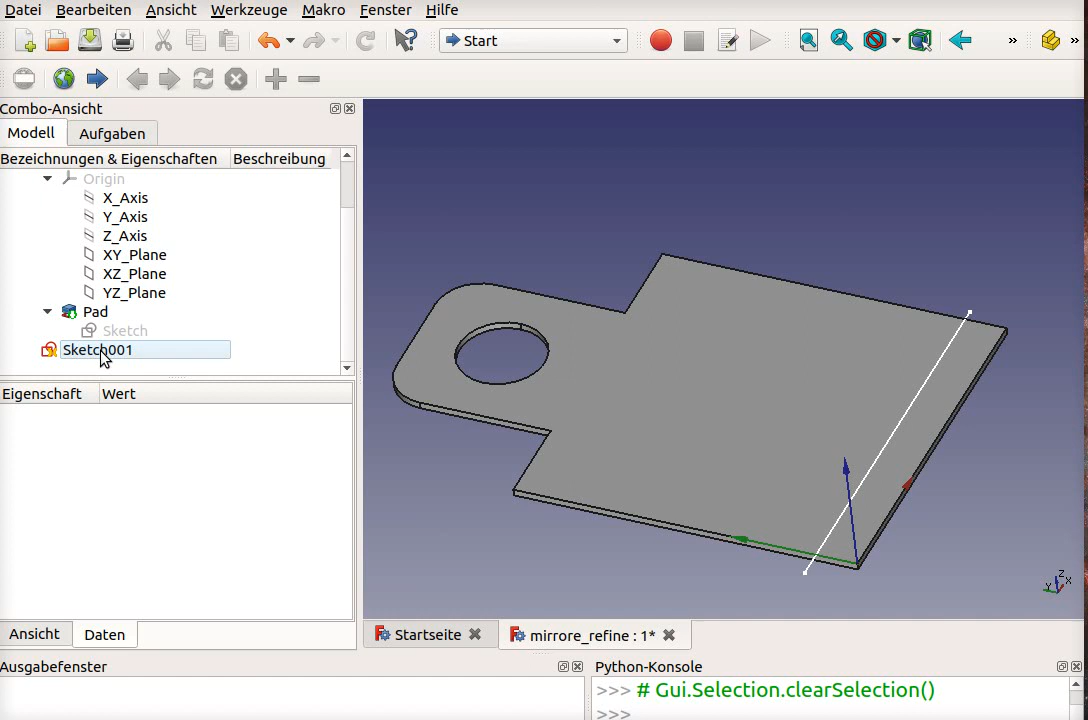 Datei Bearbeiten Ansicht Werkzeuge Makro Fenster Hilfe
Start
»
»
Combo-Ansicht
Modell Aufgaben
Bezeichnungen & Eigenschaften Beschreibung
Origin
X_Axis
Y_Axis
Z_Axis
XY_Plane
XZ_Plane
YZ_Plane
Pad
Sketch
Sketch001
Eigenschaft Wert
Z
X
Y
Ansicht Daten
Startseite mirrore_refine : 1*
Ausgabefenster Python-Konsole
>>> # Gui.Selection.clearSelection()
>>>